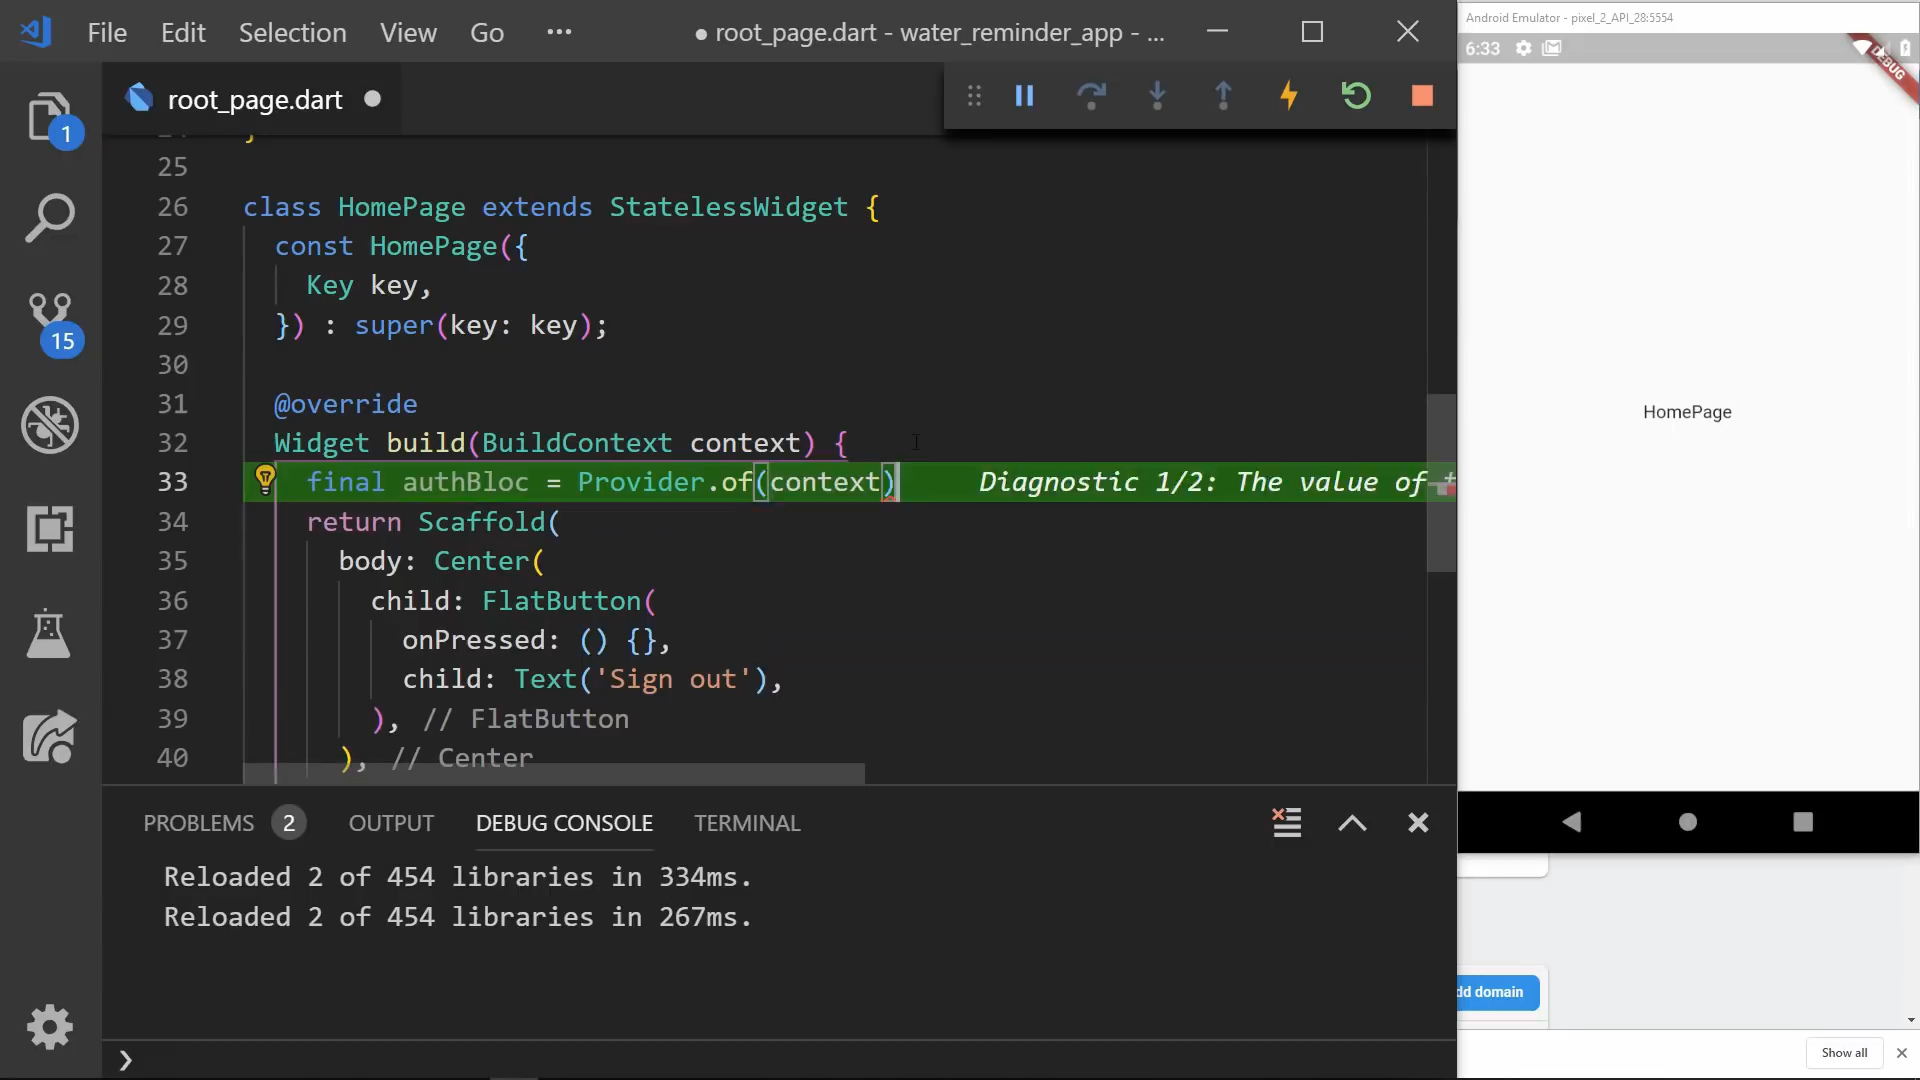 File Edit Selection View Go ··· ● root_page.dart - water_reminder_app - ...
root_page.dart
1
15
25
26 class HomePage extends StatelessWidget {
27 const HomePage({
28 Key key,
29 }) : super(key: key);
30
31 @override
32 Widget build(BuildContext context) {
33 final authBloc = Provider.of(context) Diagnostic 1/2: The value of
34 return Scaffold(
35 body: Center(
36 child: FlatButton(
37 onPressed: () {},
38 child: Text('Sign out'),
39 ), // FlatButton
40 ), // Center
PROBLEMS 2 OUTPUT DEBUG CONSOLE TERMINAL
Reloaded 2 of 454 libraries in 334ms.
Reloaded 2 of 454 libraries in 267ms.
Android Emulator - pixel_2_API_28:5554
6:33
DEBUG
HomePage
dd domain
Show all